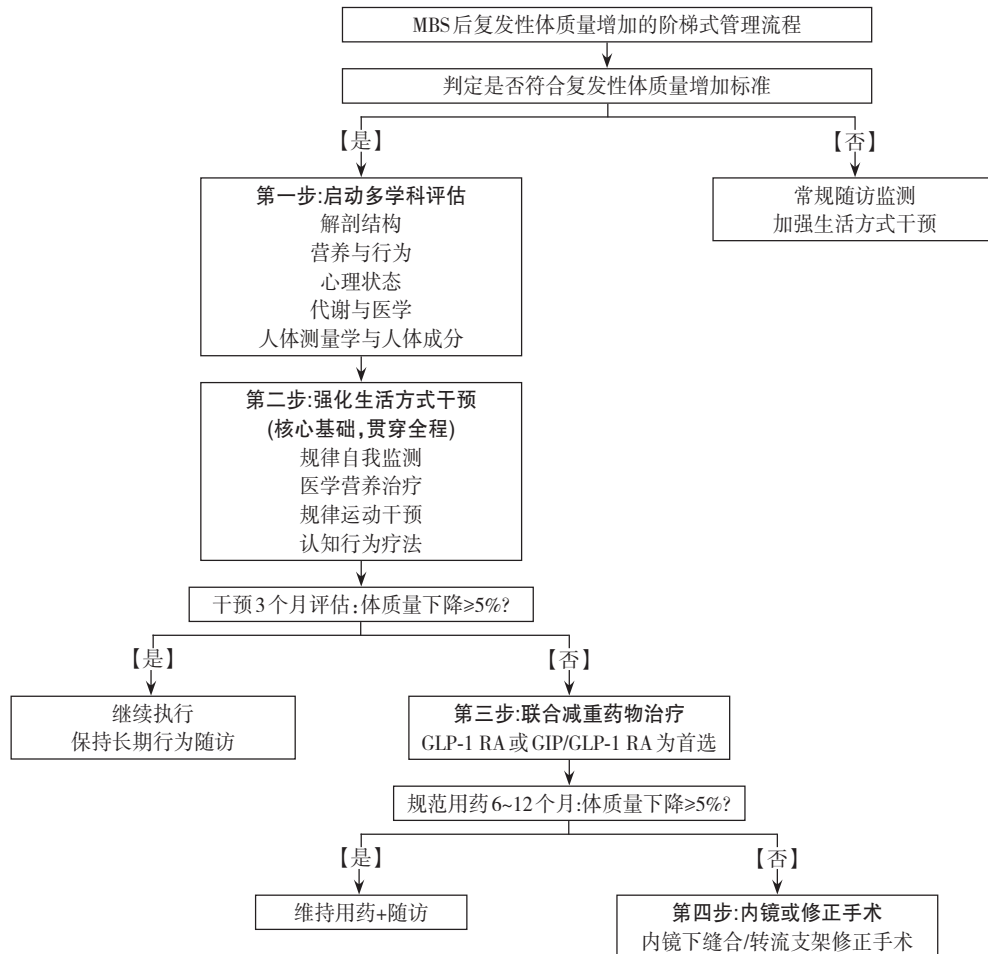 MBS后复发性体质量增加的阶梯式管理流程
判定是否符合复发性体质量增加标准
【是】
【否】
第一步:启动多学科评估
解剖结构
营养与行为
心理状态
代谢与医学
人体测量学与人体成分
常规随访监测
加强生活方式干预
第二步:强化生活方式干预
(核心基础,贯穿全程)
规律自我监测
医学营养治疗
规律运动干预
认知行为疗法
干预3个月评估:体质量下降≥5%?
【是】
【否】
继续执行
保持长期行为随访
第三步:联合减重药物治疗
GLP-1 RA或GIP/GLP-1 RA为首选
规范用药6~12个月:体质量下降≥5%?
【是】
【否】
维持用药+随访
第四步:内镜或修正手术
内镜下缝合/转流支架修正手术